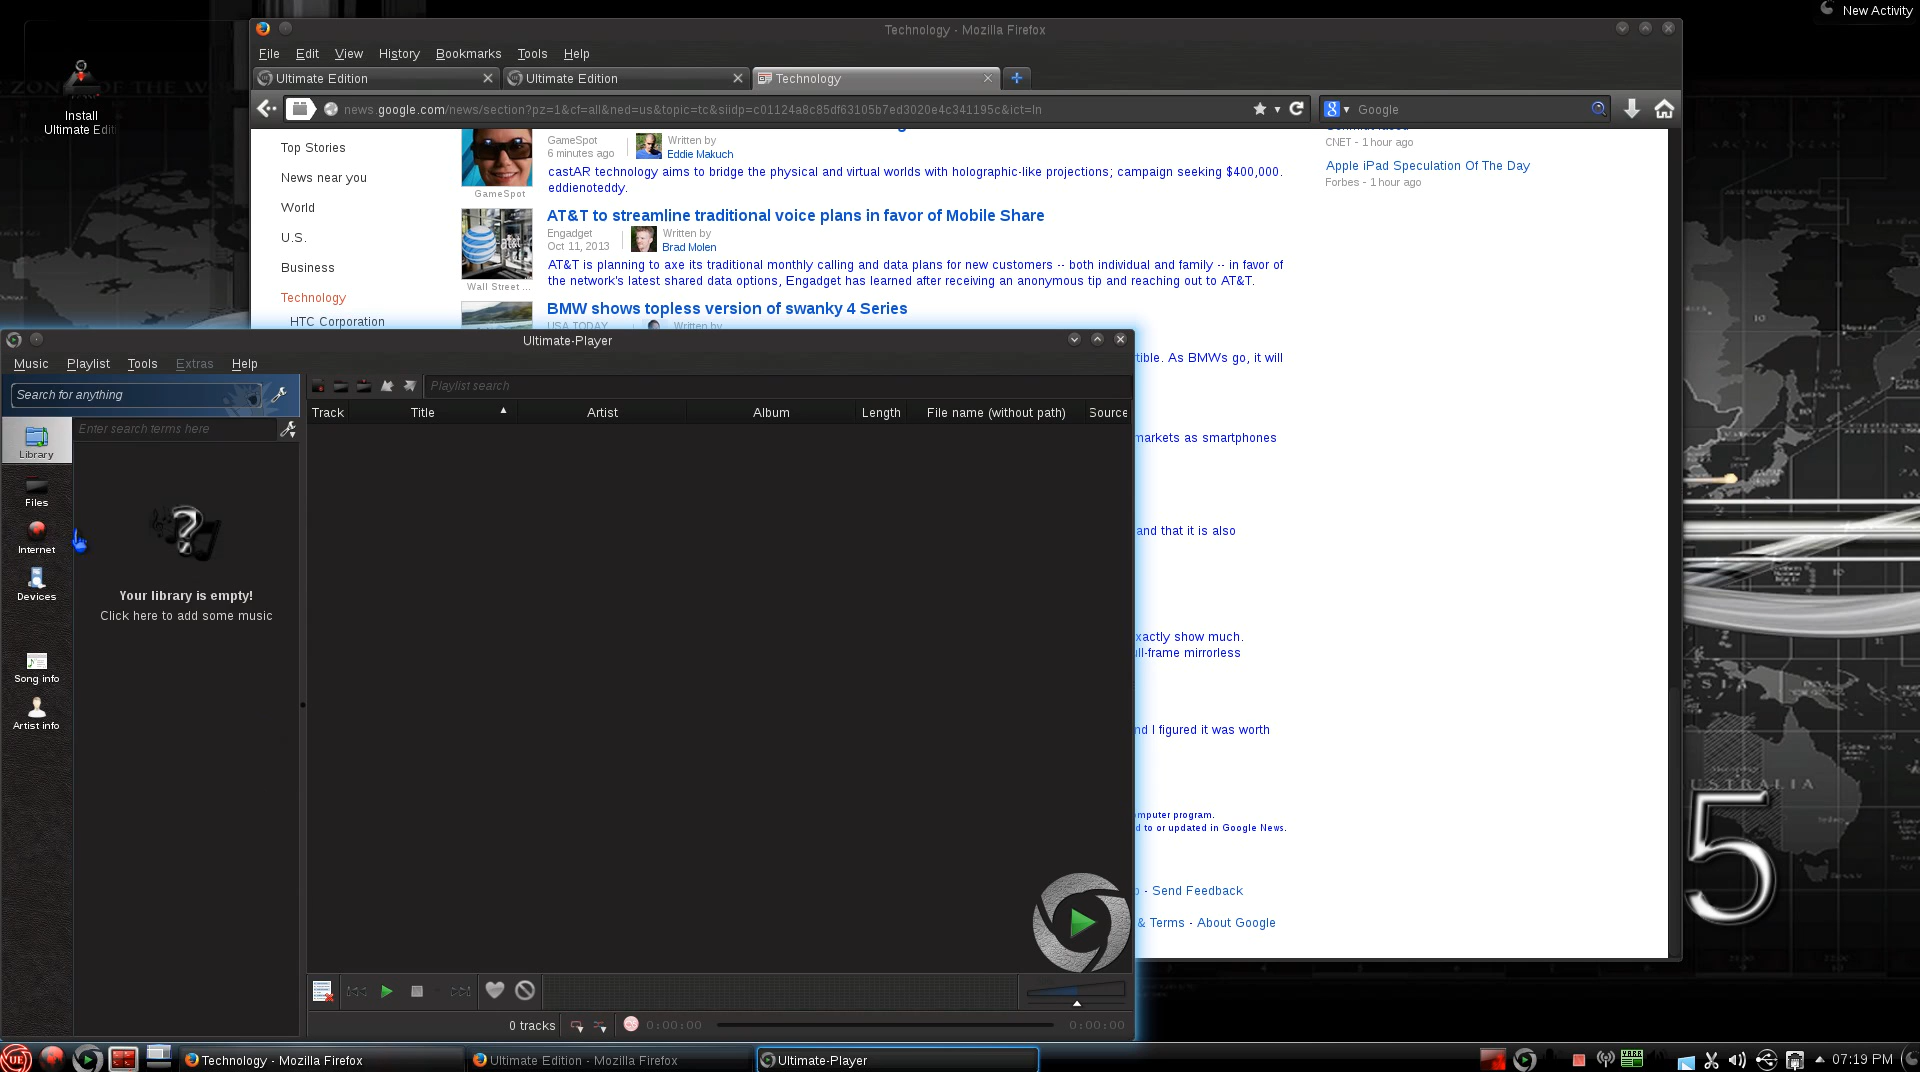 New Activity
ZONE OF THE WOR
Install
Ultimate Edit
Technology - Mozilla Firefox
File Edit View History Bookmarks Tools Help
Ultimate Edition
Ultimate Edition
Technology
news.google.com/news/section?pz=1&cf=all&ned=us&topic=tc&siidp=c01124a8c85df63105b7ed3020e4c341195c&ict=ln
Google
Top Stories
News near you
World
U.S.
Business
Technology
HTC Corporation
GameSpot
6 minutes ago
Written by
Eddie Makuch
castAR technology aims to bridge the physical and virtual worlds with holographic-like projections; campaign seeking $400,000.
eddienoteddy.
GameSpot
AT&T to streamline traditional voice plans in favor of Mobile Share
Engadget
Oct 11, 2013
Written by
Brad Molen
AT&T is planning to axe its traditional monthly calling and data plans for new customers -- both individual and family -- in favor of
the network's latest shared data options, Engadget has learned after receiving an anonymous tip and reaching out to AT&T.
Wall Street ...
BMW shows topless version of swanky 4 Series
USA TODAY
Written by
CNET - 1 hour ago
Apple iPad Speculation Of The Day
Forbes - 1 hour ago
tible. As BMWs go, it will
markets as smartphones
and that it is also
xactly show much.
ull-frame mirrorless
nd I figured it was worth
omputer program.
d to or updated in Google News.
p - Send Feedback
& Terms - About Google
Ultimate-Player
Music Playlist Tools Extras Help
Search for anything
Playlist search
Enter search terms here
Track Title Artist Album Length File name (without path) Source
Library
Files
Internet
Devices
Song info
Artist info
Your library is empty!
Click here to add some music
0 tracks
0:00:00
0:00:00
ESIA
AUSTRALIA
5
UE
Technology - Mozilla Firefox
Ultimate Edition - Mozilla Firefox
Ultimate-Player
07:19 PM